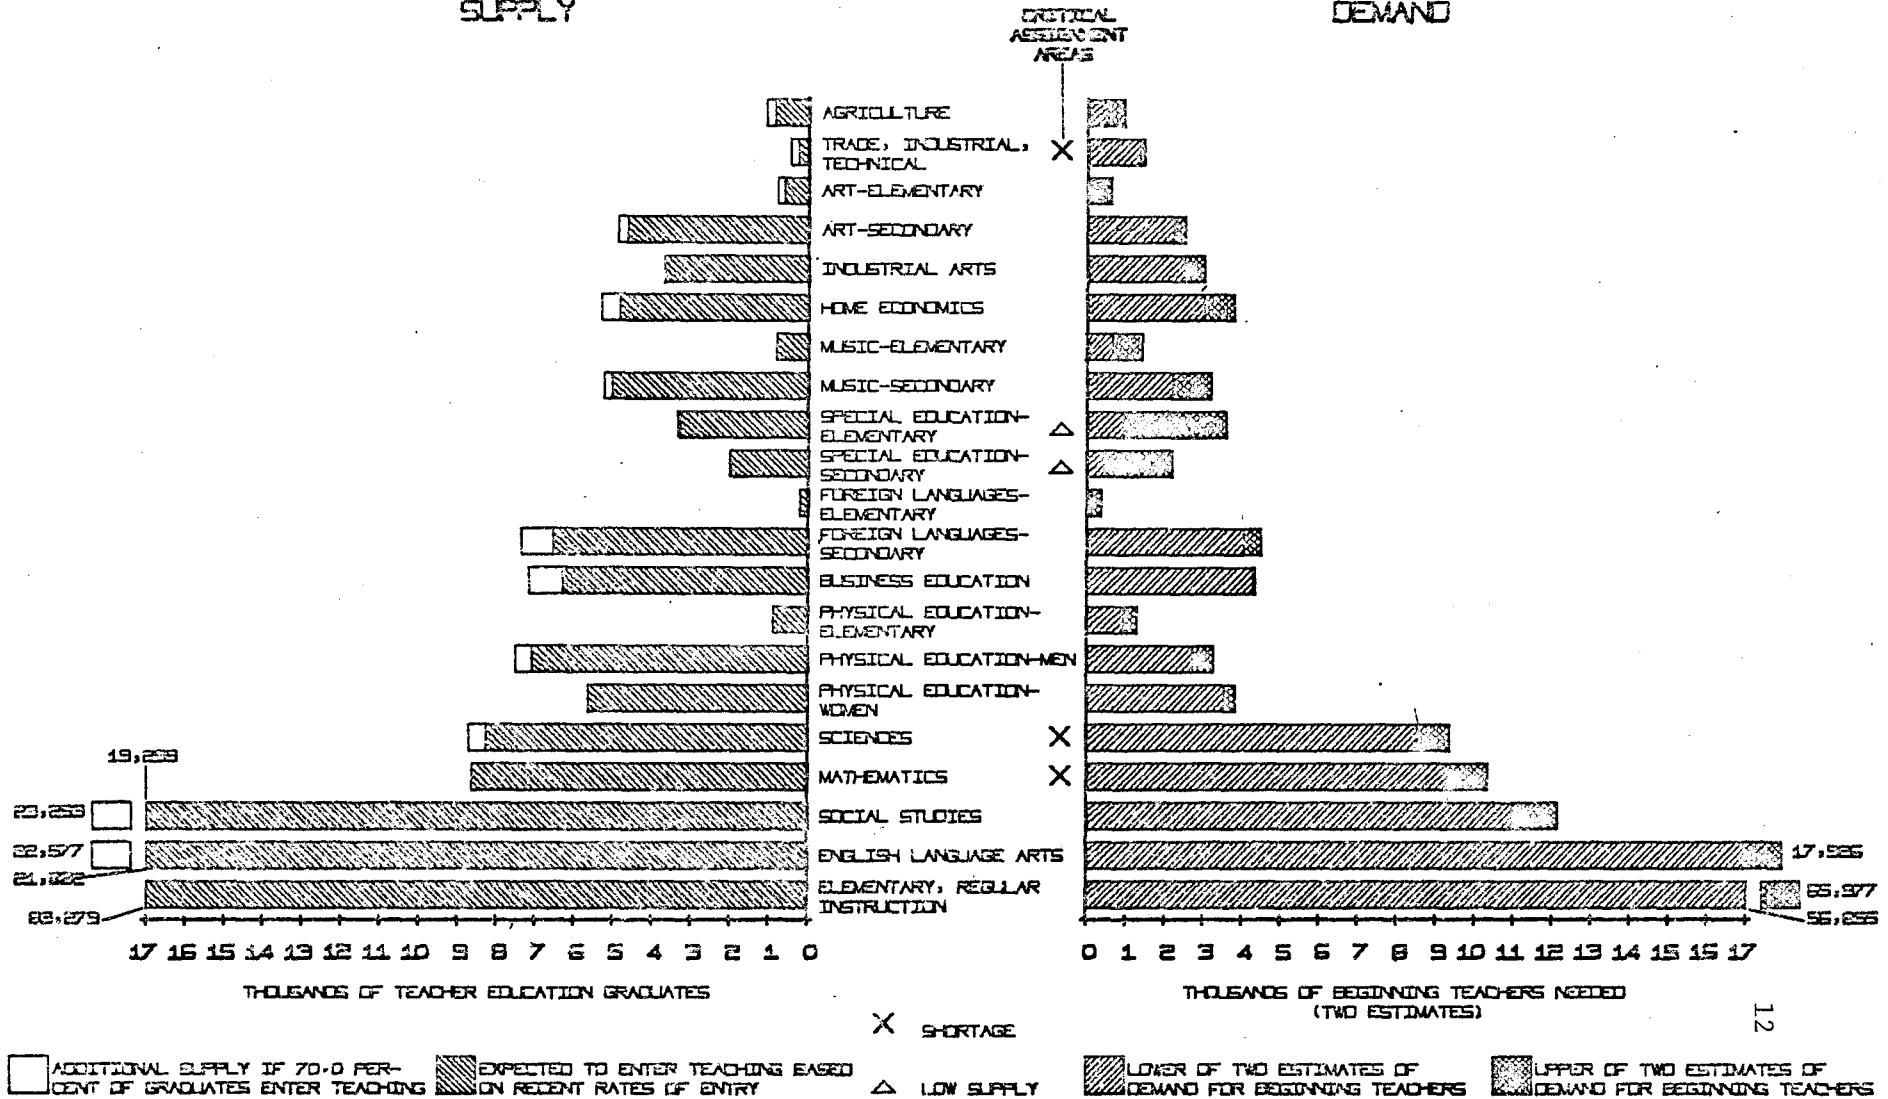 SUPPLY
DEMAND
CRITICAL
ASSIGNMENT
AREAS
AGRICULTURE
TRADE, INDUSTRIAL,
TECHNICAL
ART-ELEMENTARY
ART-SECONDARY
INDUSTRIAL ARTS
HOME ECONOMICS
MUSIC-ELEMENTARY
MUSIC-SECONDARY
SPECIAL EDUCATION-
ELEMENTARY
SPECIAL EDUCATION-
SECONDARY
FOREIGN LANGUAGES-
ELEMENTARY
FOREIGN LANGUAGES-
SECONDARY
BUSINESS EDUCATION
PHYSICAL EDUCATION-
ELEMENTARY
PHYSICAL EDUCATION-MEN
PHYSICAL EDUCATION-
WOMEN
SCIENCES
MATHEMATICS
SOCIAL STUDIES
ENGLISH LANGUAGE ARTS
ELEMENTARY, REGULAR
INSTRUCTION
22,577
65,977
17 16 15 14 13 12 11 10 9 8 7 6 5 4 3 2 1 0
0 1 2 3 4 5 6 7 8 9 10 11 12 13 14 15 16 17
THOUSANDS OF TEACHER EDUCATION GRADUATES
THOUSANDS OF BEGINNING TEACHERS NEEDED
(TWO ESTIMATES)
12
X SHORTAGE
△ LOW SUPPLY
ADDITIONAL SUPPLY IF 70.0 PER-
CENT OF GRADUATES ENTER TEACHING
EXPECTED TO ENTER TEACHING BASED
ON RECENT RATES OF ENTRY
LOWER OF TWO ESTIMATES OF
DEMAND FOR BEGINNING TEACHERS
UPPER OF TWO ESTIMATES OF
DEMAND FOR BEGINNING TEACHERS